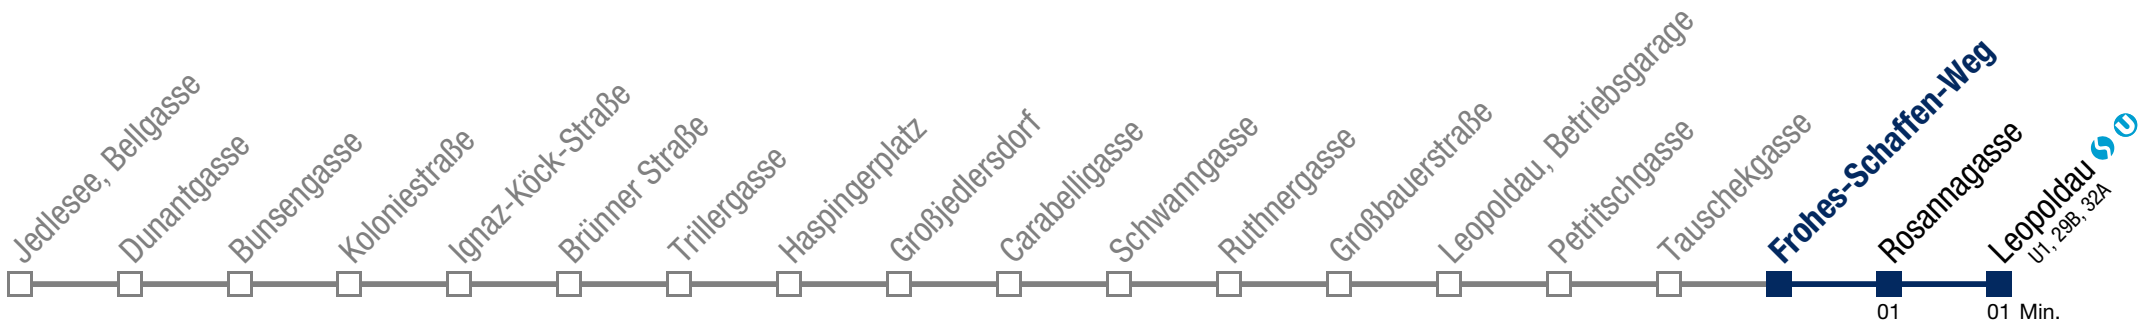 Jedlesee, Bellgasse
Dunantgasse
Bunsengasse
Koloniestraße
Ignaz-Köck-Straße
Brünner Straße
Trillergasse
Haspingerplatz
Großjedlersdorf
Carabelligasse
Schwanngasse
Ruthnergasse
Großbauerstraße
Leopoldau, Betriebsgarage
Petritschgasse
Tauschekgasse
Frohes-Schaffen-Weg
Rosannagasse
Leopoldau S U
U1, 29B, 32A
01
01 Min.